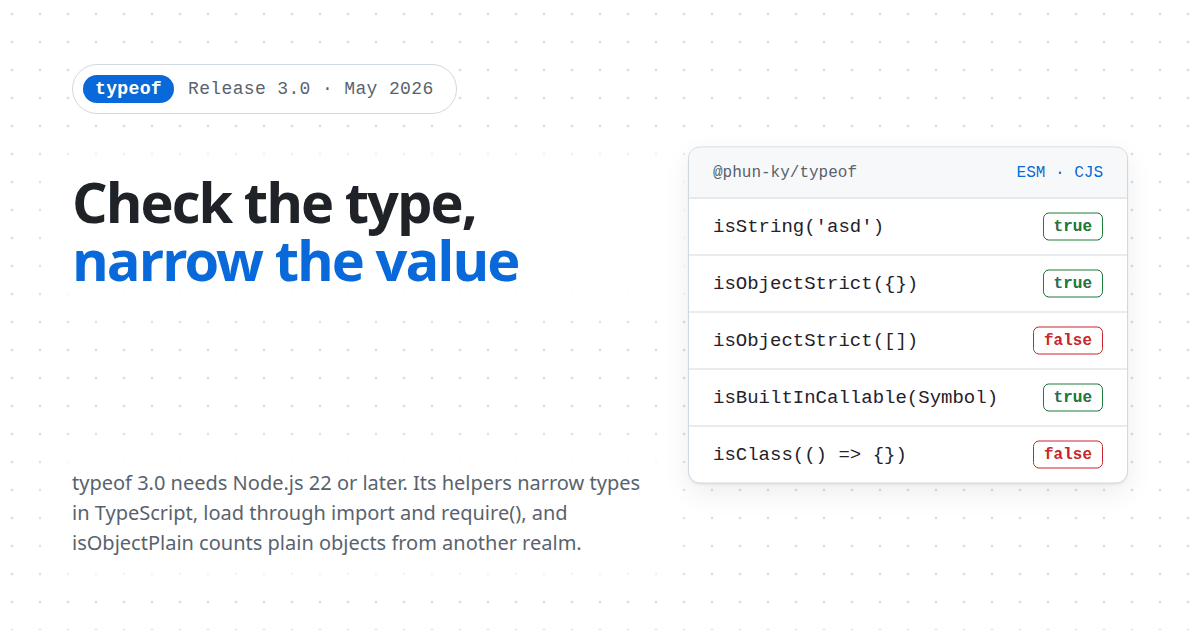 typeof Release 3.0 · May 2026
Check the type,
narrow the value
typeof 3.0 needs Node.js 22 or later. Its helpers narrow types
in TypeScript, load through import and require(), and
isObjectPlain counts plain objects from another realm.
@phun-ky/typeof ESM · CJS
isString('asd') true
isObjectStrict({}) true
isObjectStrict([]) false
isBuiltInCallable(Symbol) true
isClass(() => {}) false